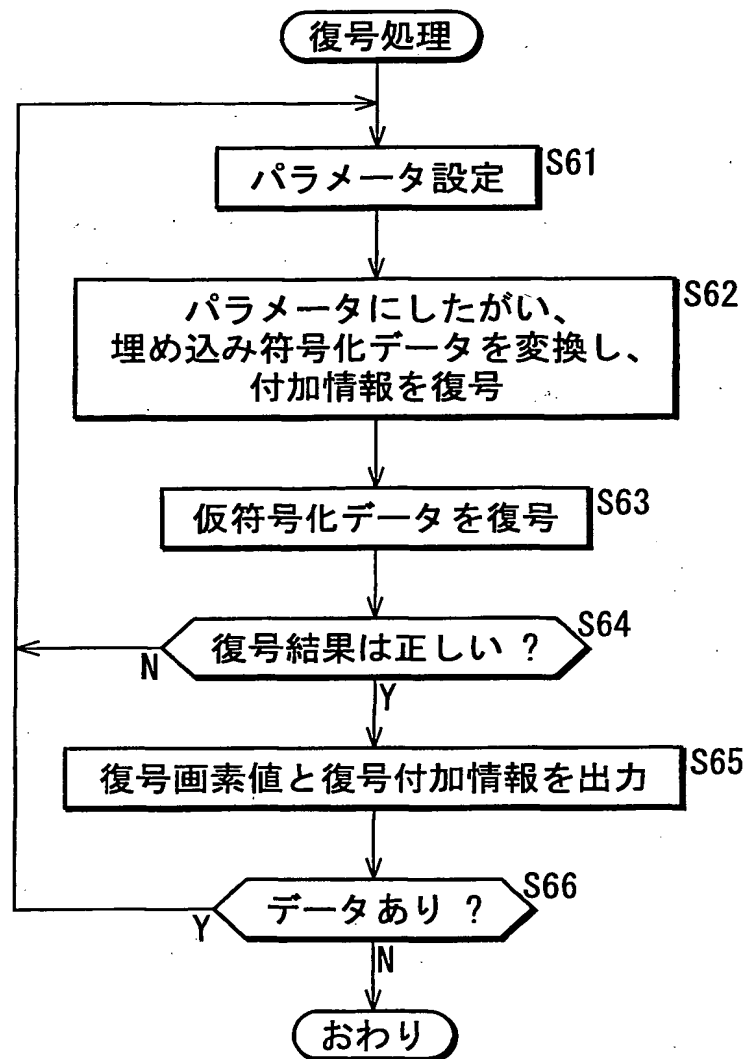 復号処理
パラメータ設定
S61
パラメータにしたがい、
埋め込み符号化データを変換し、
付加情報を復号
S62
仮符号化データを復号
S63
復号結果は正しい ?
S64
N
Y
復号画素値と復号付加情報を出力
S65
データあり ?
S66
Y
N
おわり